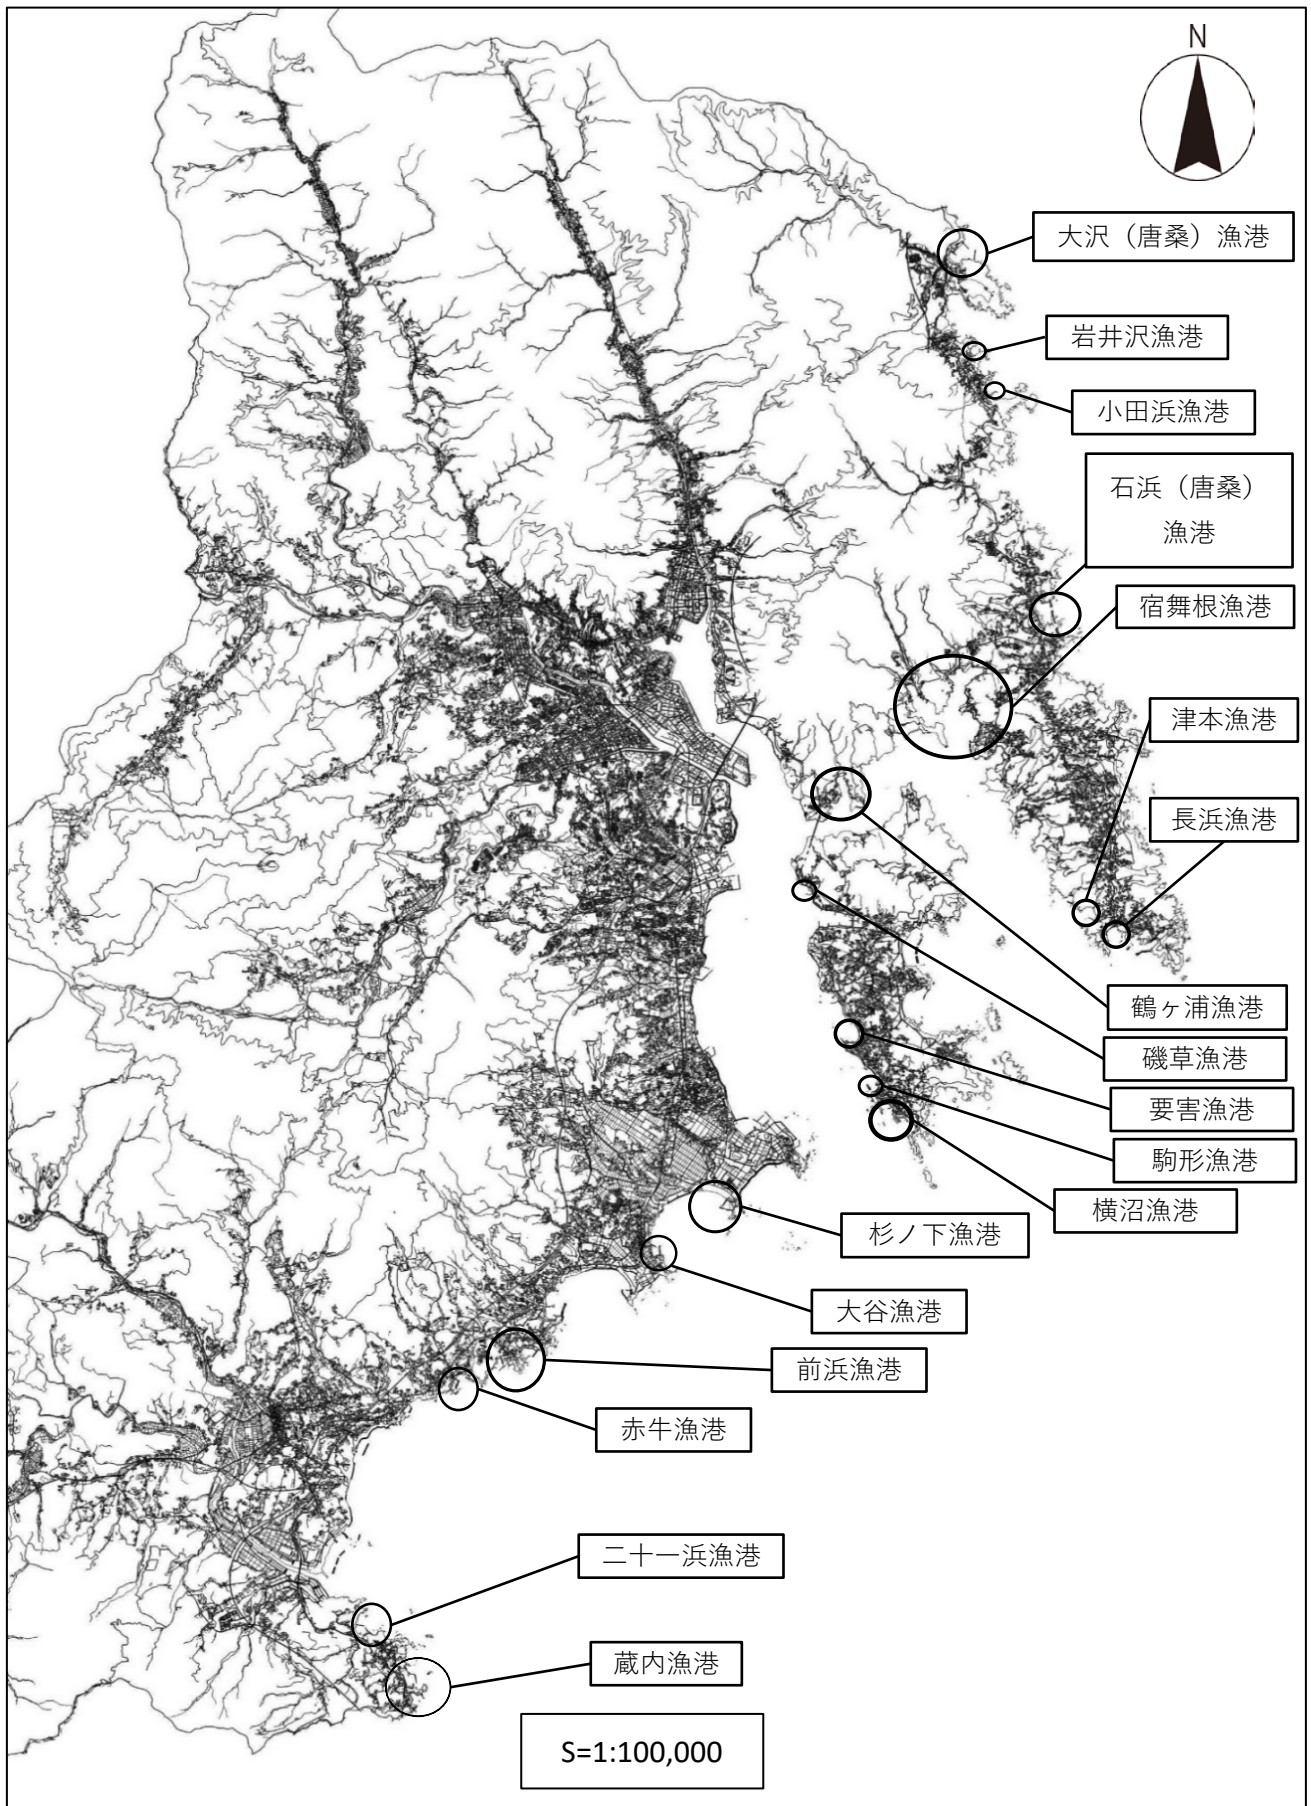 N
大沢（唐桑）漁港
岩井沢漁港
小田浜漁港
石浜（唐桑）
漁港
宿舞根漁港
津本漁港
長浜漁港
鶴ヶ浦漁港
磯草漁港
要害漁港
駒形漁港
横沼漁港
杉ノ下漁港
大谷漁港
前浜漁港
赤牛漁港
二十一浜漁港
蔵内漁港
S=1:100,000